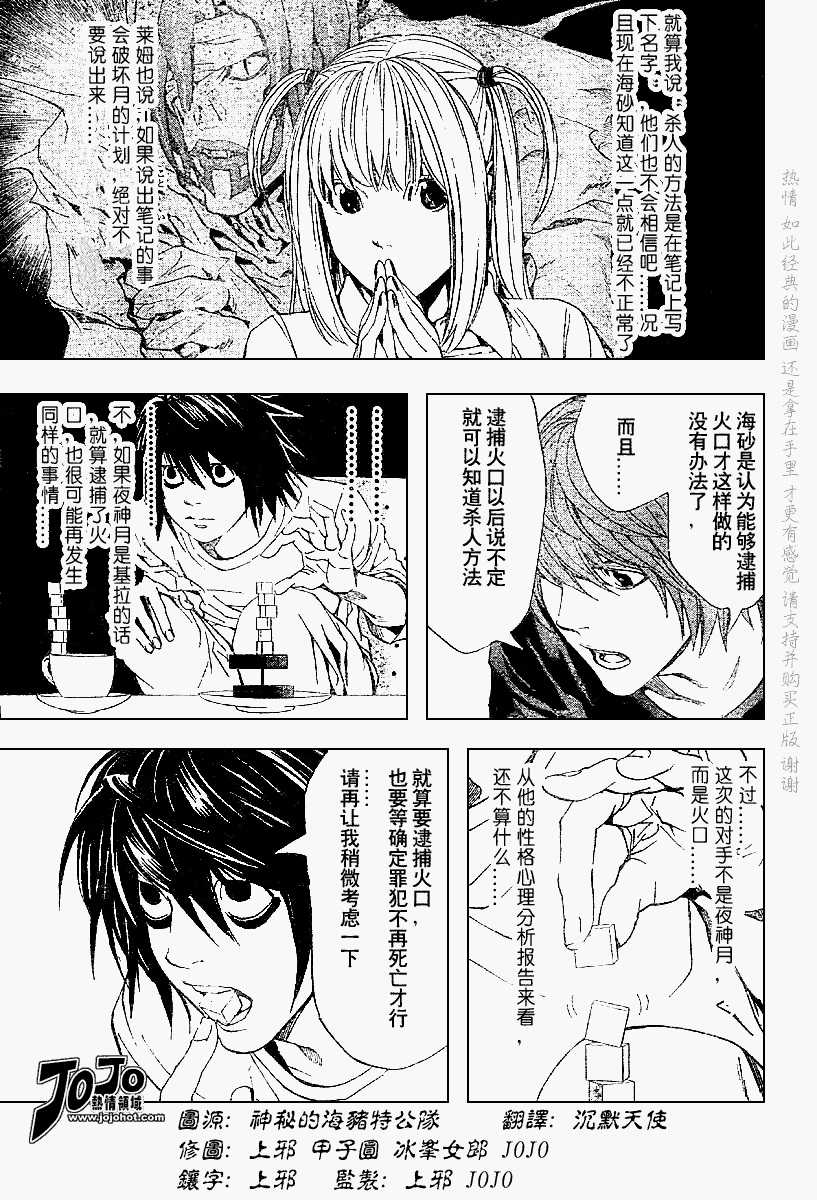 就算我说：杀人的方法是在笔记上写
下名字，他们也不会相信吧……况
且现在海砂知道这一点就已经不正常了
莱姆也说，如果说出笔记的事
会破坏月的计划，绝对不
要说出来……
海砂是认为能够逮捕
火口才这样做的
没有办法了，
而且……
逮捕火口以后说不定
就可以知道杀人方法
…………
…………
不，如果夜神月是基拉的话
，就算逮捕了火
口，也很可能再发生
同样的事情……
不过……
这次的对手不是夜神月，
而是火口……
从他的性格心理分析报告来看，
还不算什么……
就算要逮捕火口，
也要等确定罪犯不再死亡才行
……
请再让我稍微考虑一下
热情 如此经典的漫画 还是拿在手里 才更有感觉 请支持并购买正版 谢谢
JOJO
熱情領域
www.jojohot.com
圖源: 神秘的海豬特公隊 翻譯: 沉默天使
修圖: 上邪 甲子圓 冰峯女郎 JOJO
鑲字: 上邪 監製: 上邪 JOJO